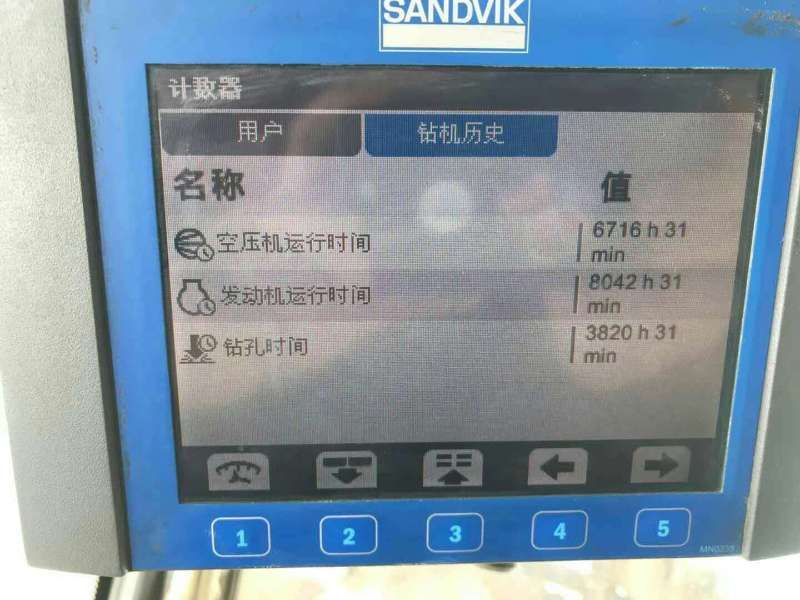 SANDVIK
计数器
用户 钻机历史
名称 值
空压机运行时间 6716 h 31
min
发动机运行时间 8042 h 31
min
钻孔时间 3820 h 31
min
1 2 3 4 5